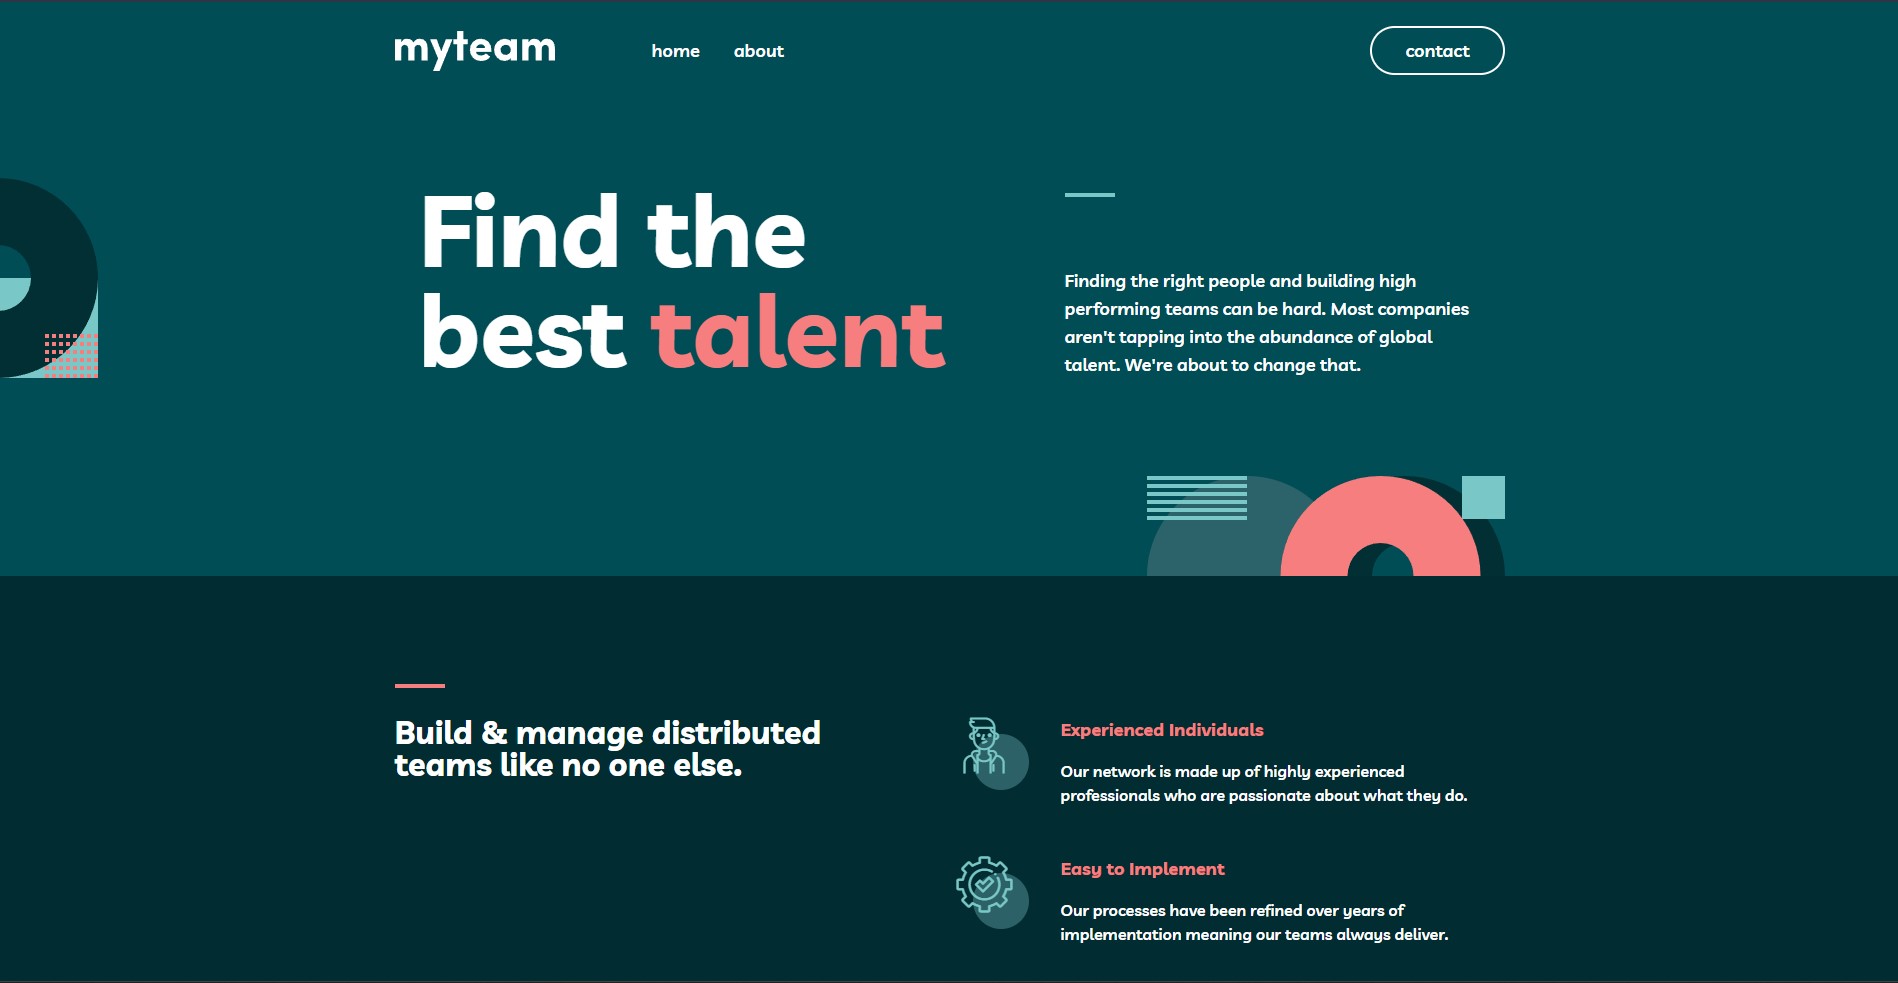 myteam
home
about
contact
Find the
best talent
Finding the right people and building high
performing teams can be hard. Most companies
aren't tapping into the abundance of global
talent. We're about to change that.
Build & manage distributed
teams like no one else.
Experienced Individuals
Our network is made up of highly experienced
professionals who are passionate about what they do.
Easy to Implement
Our processes have been refined over years of
implementation meaning our teams always deliver.